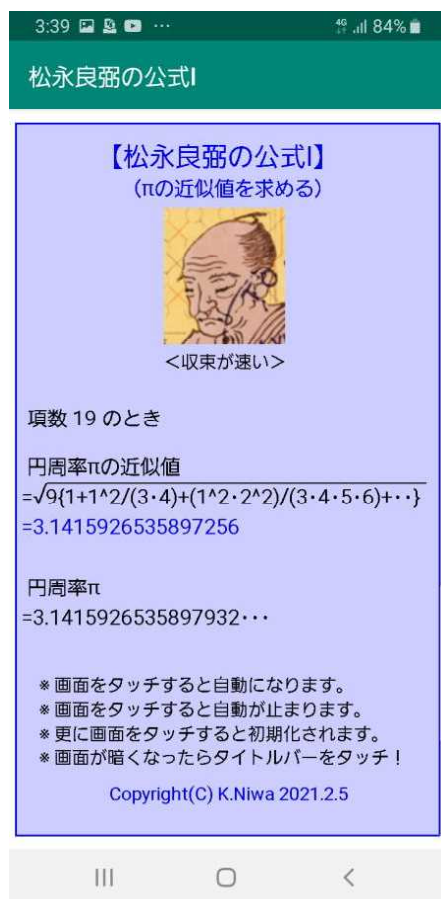 3:39 ··· 4G 84%
松永良弼の公式I
【松永良弼の公式I】
(πの近似値を求める)
<収束が速い>
項数 19 のとき
円周率πの近似値
=√9{1+1^2/(3·4)+(1^2·2^2)/(3·4·5·6)+··}
=3.1415926535897256
円周率π
=3.1415926535897932···
※画面をタッチすると自動になります。
※画面をタッチすると自動が止まります。
※更に画面をタッチすると初期化されます。
※画面が暗くなったらタイトルバーをタッチ！
Copyright(C) K.Niwa 2021.2.5